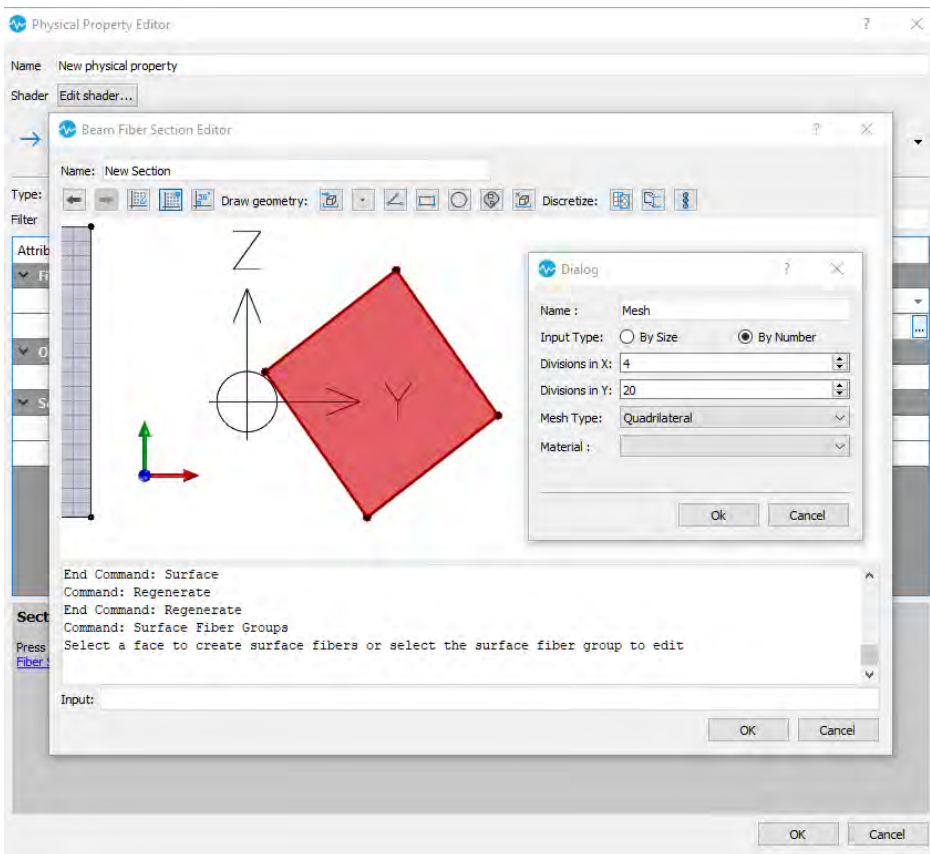 Physical Property Editor
Name New physical property
Shader Edit shader...
Beam Fiber Section Editor
Name: New Section
Type:
Draw geometry: Discretize:
Filter
Attrib
Fi
Z
Y
Dialog
Name : Mesh
Input Type: By Size By Number
Divisions in X: 4
Divisions in Y: 20
Mesh Type: Quadrilateral
Material :
Ok Cancel
O
S
End Command: Surface
Command: Regenerate
End Command: Regenerate
Command: Surface Fiber Groups
Select a face to create surface fibers or select the surface fiber group to edit
Sect
Press
Fiber S
Input:
OK Cancel
OK Cancel